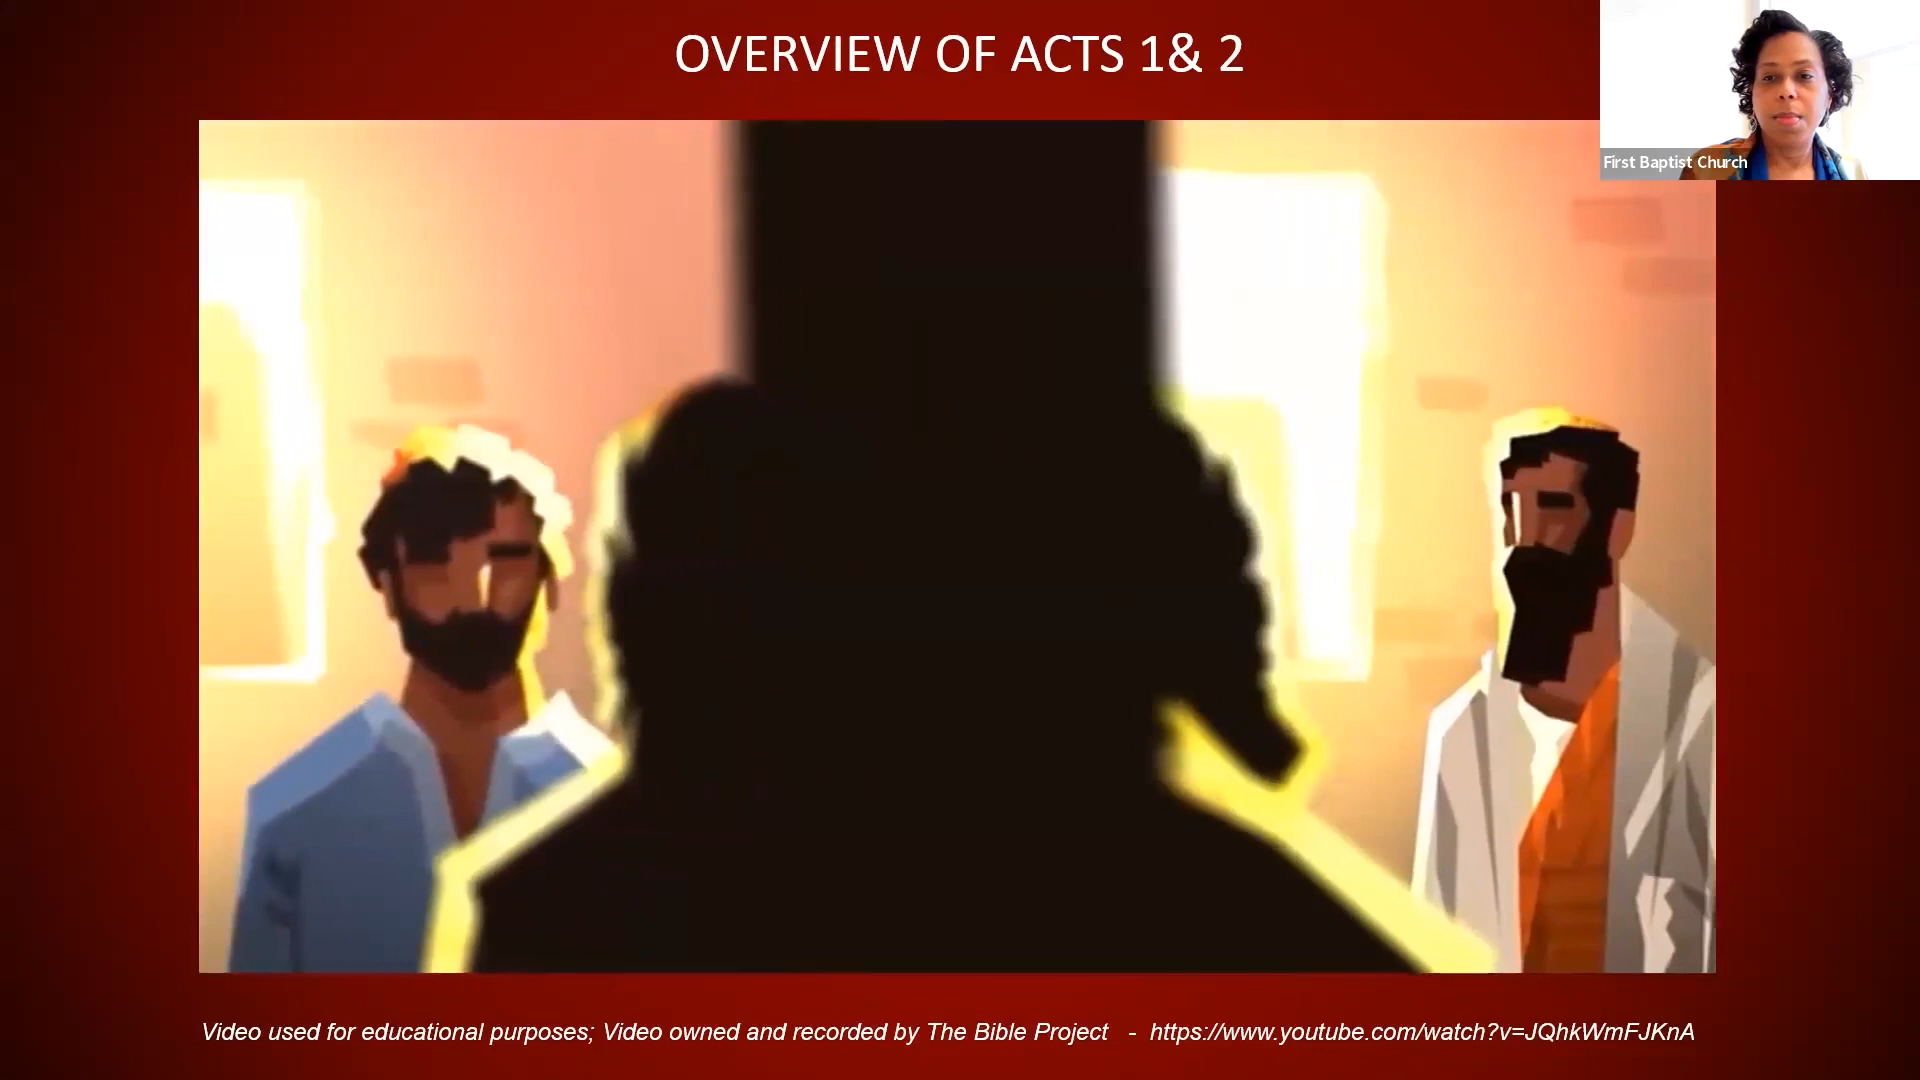 OVERVIEW OF ACTS 1& 2
First Baptist Church
Video used for educational purposes; Video owned and recorded by The Bible Project - https://www.youtube.com/watch?v=JQhkWmFJKnA